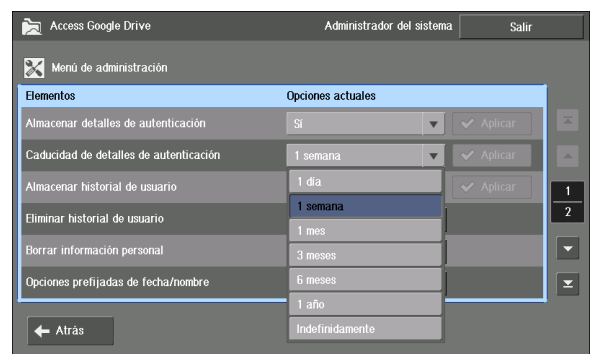 Access Google Drive
Administrador del sistema
Salir
Menú de administración
Elementos
Opciones actuales
Almacenar detalles de autenticación
Sí
Aplicar
Caducidad de detalles de autenticación
1 semana
Aplicar
Almacenar historial de usuario
Aplicar
1 día
1 semana
1 mes
3 meses
6 meses
1 año
Indefinidamente
Eliminar historial de usuario
Borrar información personal
Opciones prefijadas de fecha/nombre
1
2
Atrás